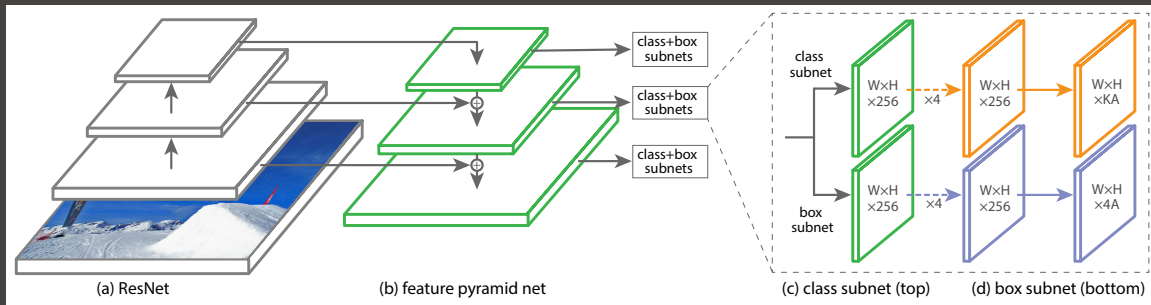 class+box
subnets
class+box
subnets
class+box
subnets
class
subnet
box
subnet
W×H
×256
×4
W×H
×256
W×H
×KA
W×H
×256
×4
W×H
×256
W×H
×4A
(a) ResNet
(b) feature pyramid net
(c) class subnet (top)
(d) box subnet (bottom)